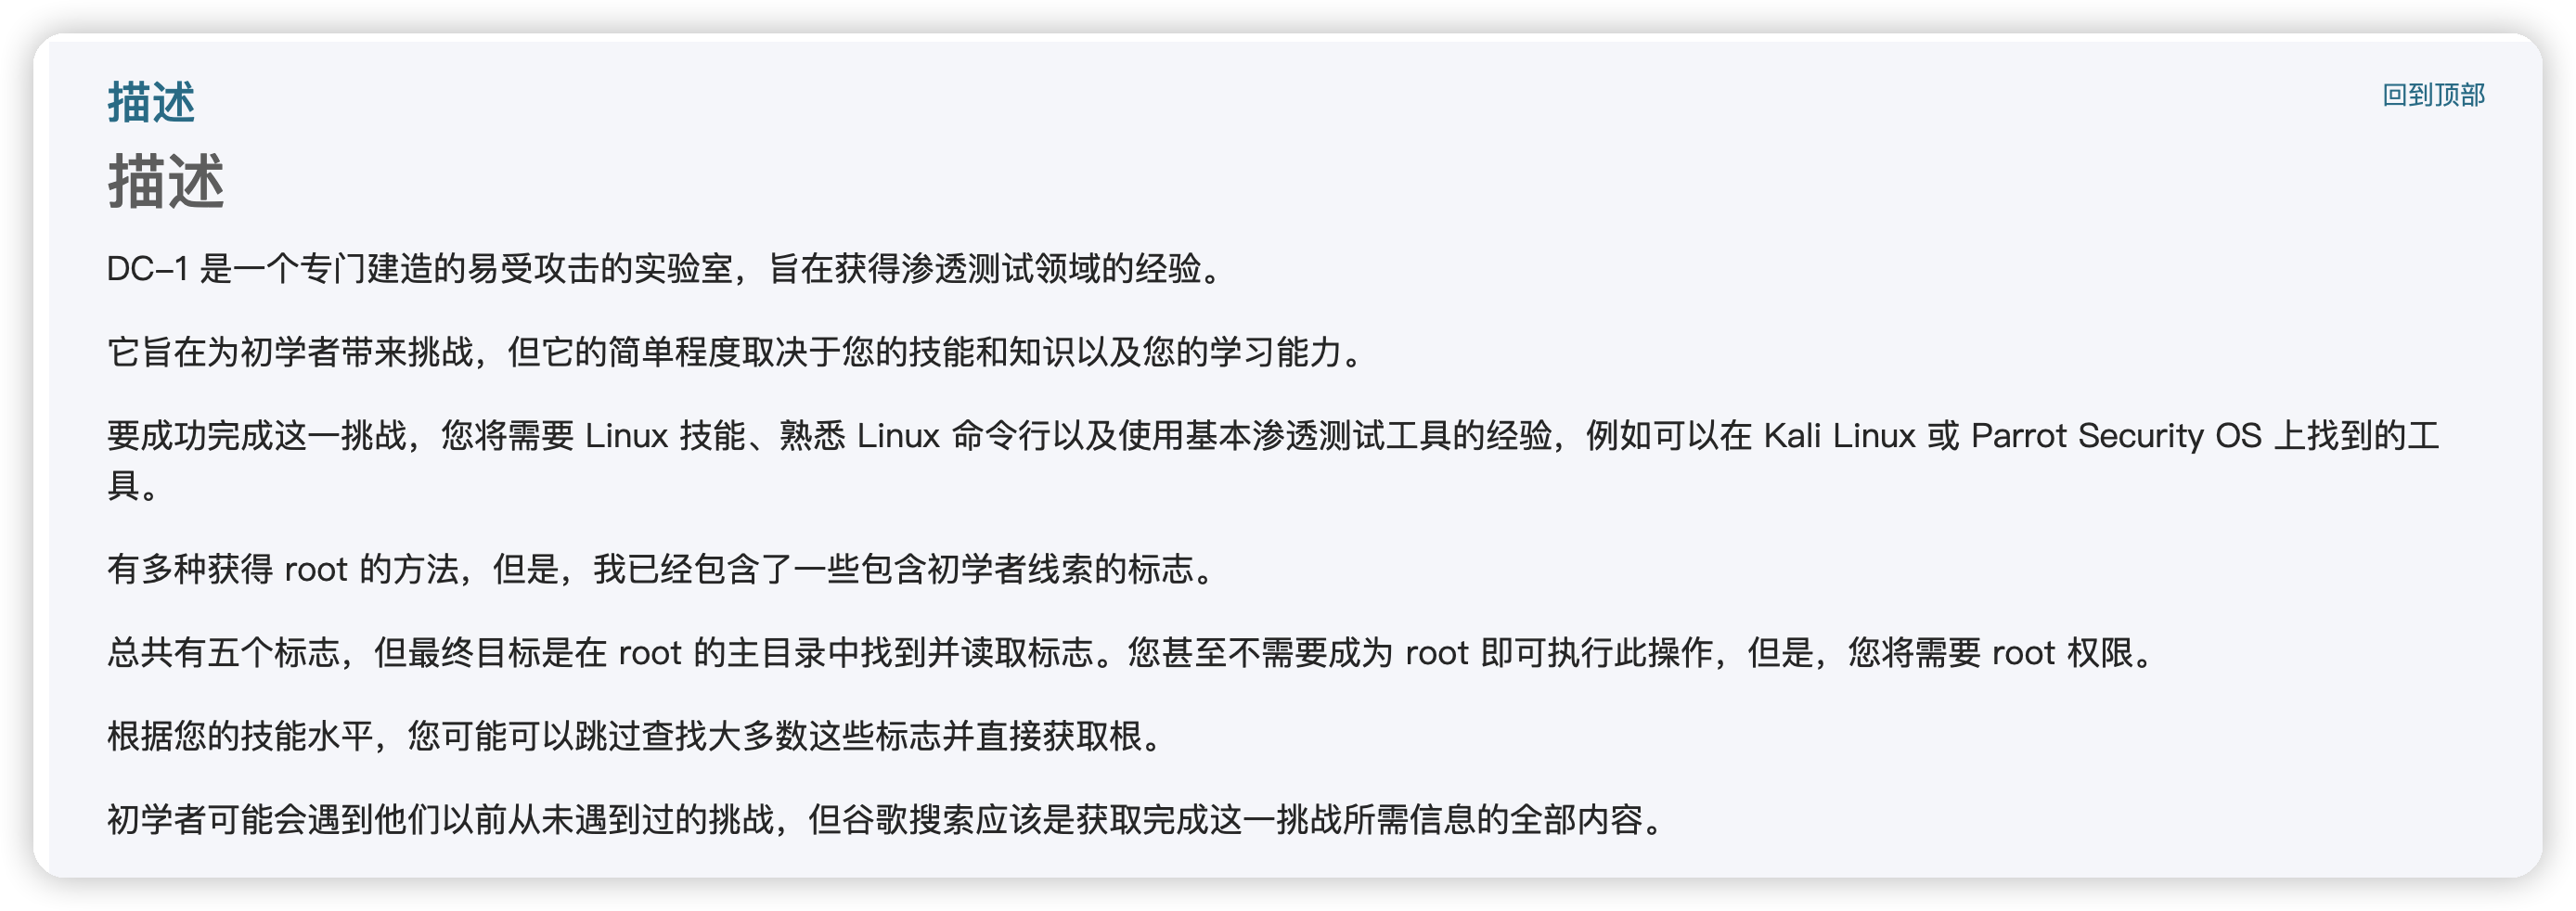 描述
回到顶部
描述
DC-1 是一个专门建造的易受攻击的实验室，旨在获得渗透测试领域的经验。
它旨在为初学者带来挑战，但它的简单程度取决于您的技能和知识以及您的学习能力。
要成功完成这一挑战，您将需要 Linux 技能、熟悉 Linux 命令行以及使用基本渗透测试工具的经验，例如可以在 Kali Linux 或 Parrot Security OS 上找到的工
具。
有多种获得 root 的方法，但是，我已经包含了一些包含初学者线索的标志。
总共有五个标志，但最终目标是在 root 的主目录中找到并读取标志。您甚至不需要成为 root 即可执行此操作，但是，您将需要 root 权限。
根据您的技能水平，您可能可以跳过查找大多数这些标志并直接获取根。
初学者可能会遇到他们以前从未遇到过的挑战，但谷歌搜索应该是获取完成这一挑战所需信息的全部内容。